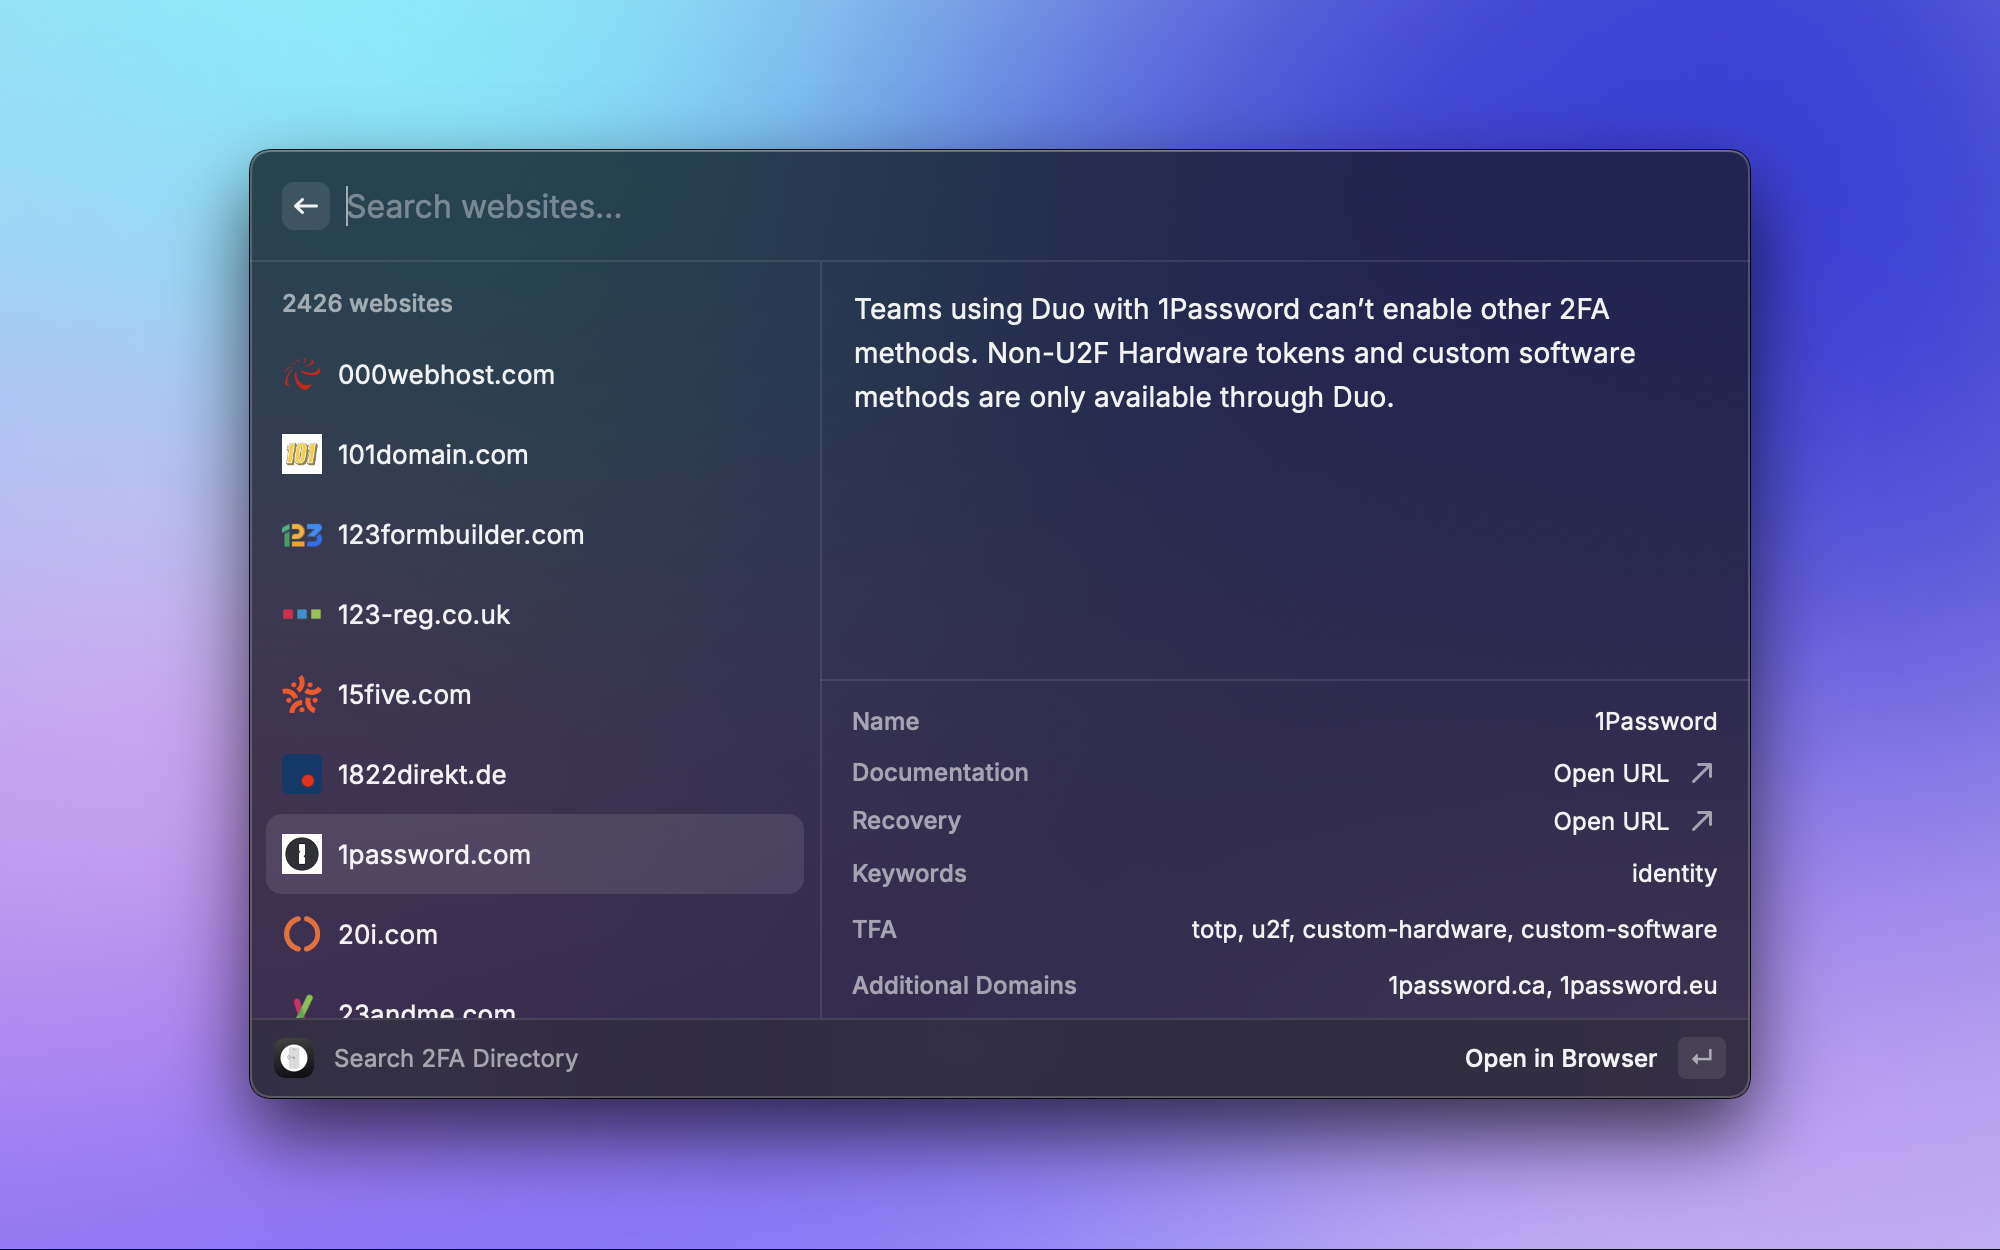 Search websites...
2426 websites
000webhost.com
101
101domain.com
123
123formbuilder.com
123-reg.co.uk
15five.com
1822direkt.de
1password.com
20i.com
23andme.com
Teams using Duo with 1Password can’t enable other 2FA
methods. Non-U2F Hardware tokens and custom software
methods are only available through Duo.
Name 1Password
Documentation Open URL
Recovery Open URL
Keywords identity
TFA totp, u2f, custom-hardware, custom-software
Additional Domains 1password.ca, 1password.eu
Search 2FA Directory
Open in Browser